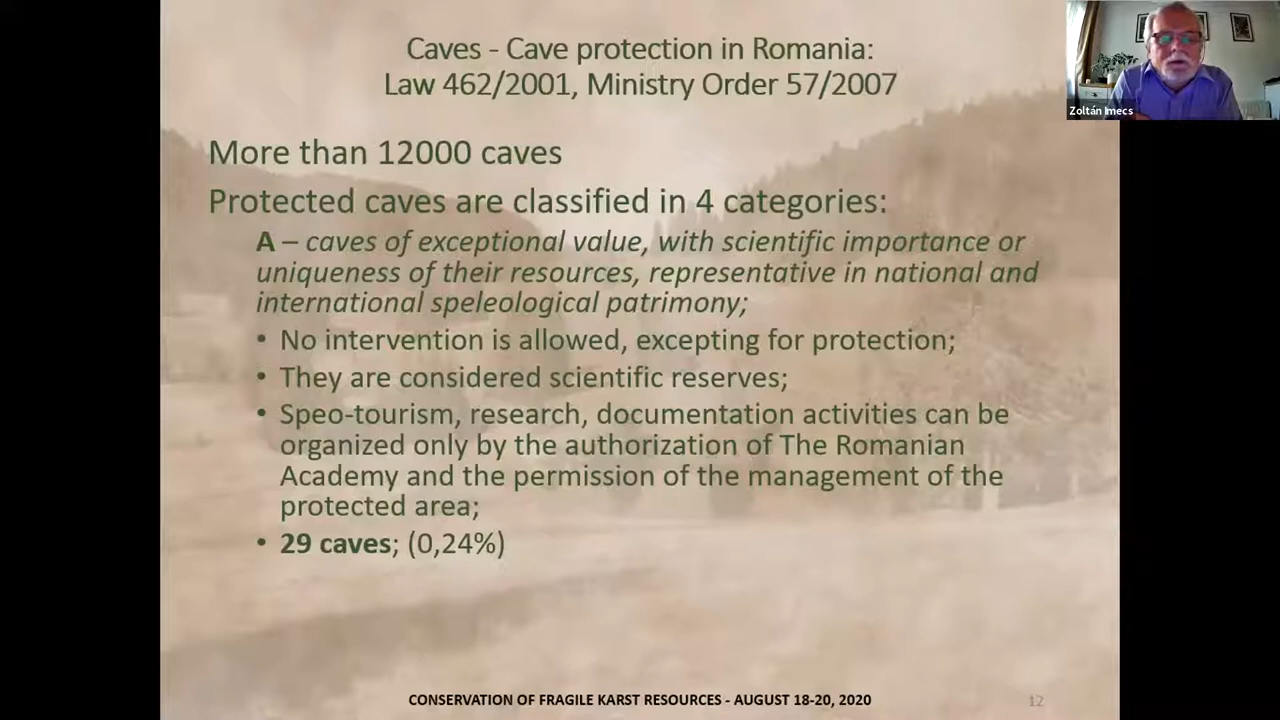 Caves - Cave protection in Romania:
Law 462/2001, Ministry Order 57/2007
Zoltán Imecs
More than 12000 caves
Protected caves are classified in 4 categories:
A – caves of exceptional value, with scientific importance or
uniqueness of their resources, representative in national and
international speleological patrimony;
• No intervention is allowed, excepting for protection;
• They are considered scientific reserves;
• Speo-tourism, research, documentation activities can be
organized only by the authorization of The Romanian
Academy and the permission of the management of the
protected area;
• 29 caves; (0,24%)
CONSERVATION OF FRAGILE KARST RESOURCES - AUGUST 18-20, 2020
12